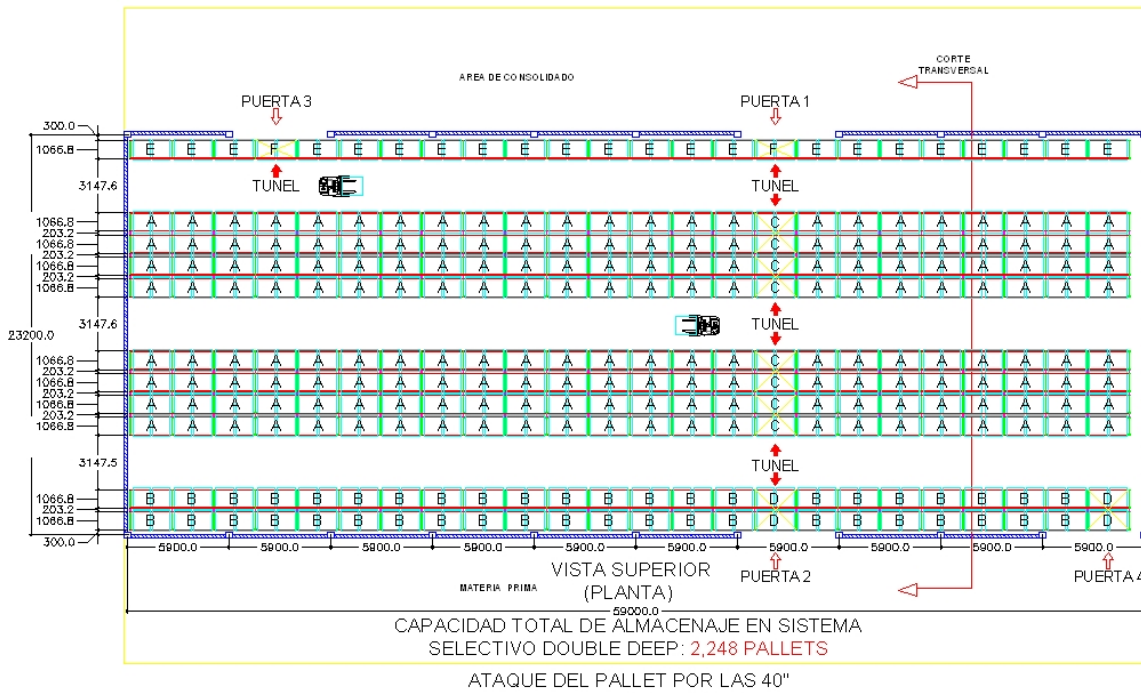 AREA DE CONSOLIDADO
CORTE
TRANSVERSAL
PUERTA 3
PUERTA 1
300.0
1066.8 E E E F E E E E E E E E E E E F E E E E E E E E
3147.6
TUNEL
TUNEL
1066.8 A A A A A A A A A A A A A A A C A A A A A A A A
203.2
1066.8 A A A A A A A A A A A A A A A C A A A A A A A A
203.2
1066.8 A A A A A A A A A A A A A A A C A A A A A A A A
203.2
1066.8 A A A A A A A A A A A A A A A C A A A A A A A A
3147.6
TUNEL
23200.0
1066.8 A A A A A A A A A A A A A A A C A A A A A A A A
203.2
1066.8 A A A A A A A A A A A A A A A C A A A A A A A A
203.2
1066.8 A A A A A A A A A A A A A A A C A A A A A A A A
203.2
1066.8 A A A A A A A A A A A A A A A C A A A A A A A A
3147.5
TUNEL
1066.8 B B B B B B B B B B B B B B B D B B B B B B B D
203.2
1066.8 B B B B B B B B B B B B B B B D B B B B B B B D
300.0
5900.0 5900.0 5900.0 5900.0 5900.0 5900.0 5900.0 5900.0 5900.0 5900.0
VISTA SUPERIOR
(PLANTA)
PUERTA 2
PUERTA 4
MATERIA PRIMA
59000.0
CAPACIDAD TOTAL DE ALMACENAJE EN SISTEMA
SELECTIVO DOUBLE DEEP: 2,248 PALLETS
ATAQUE DEL PALLET POR LAS 40"